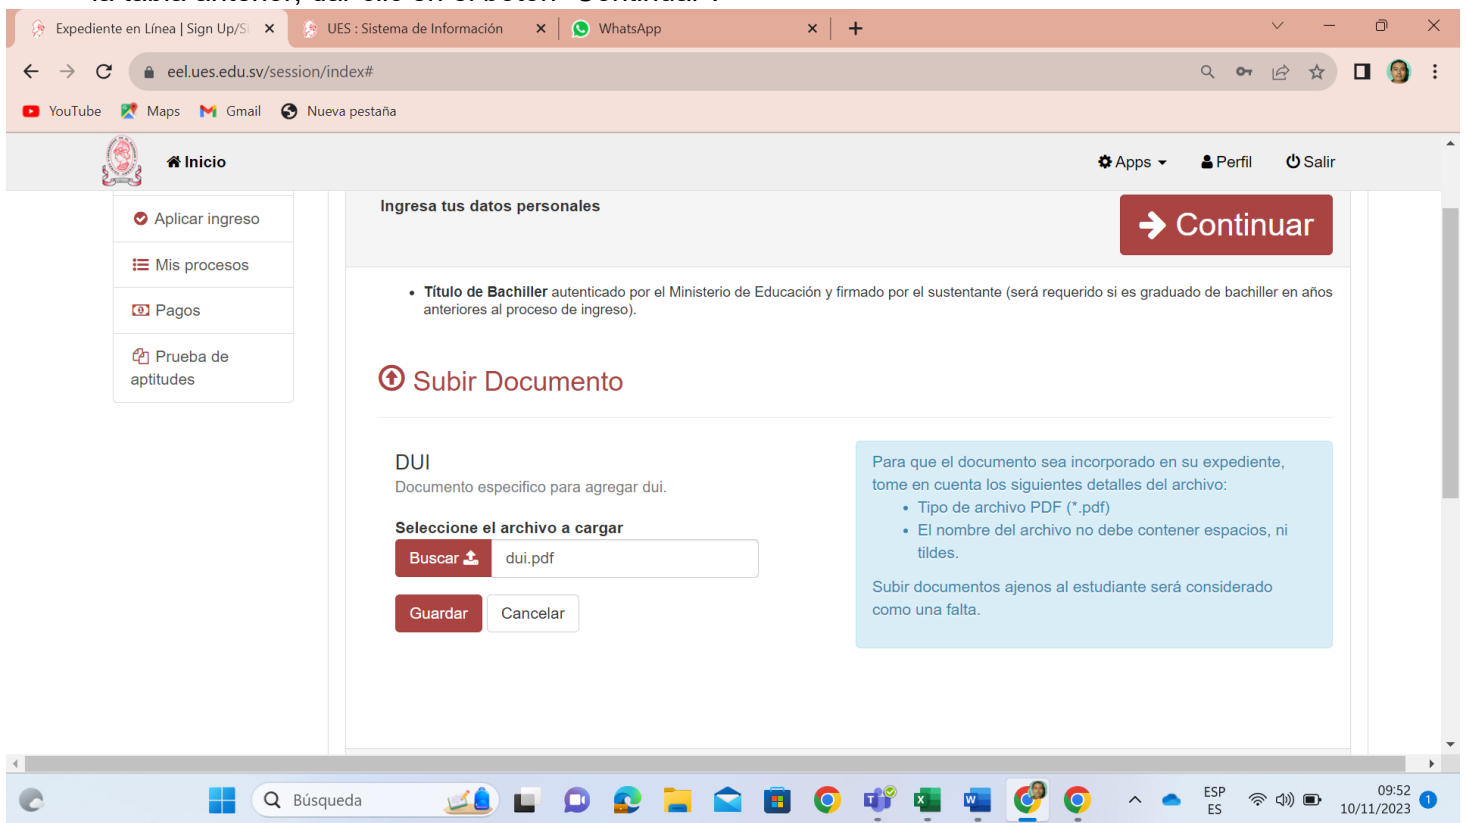 Expediente en Línea | Sign Up/Si
UES : Sistema de Información
WhatsApp
eel.ues.edu.sv/session/index#
YouTube
Maps
Gmail
Nueva pestaña
Inicio
Apps
Perfil
Salir
Aplicar ingreso
Mis procesos
Pagos
Prueba de
aptitudes
Ingresa tus datos personales
Continuar
• Título de Bachiller autenticado por el Ministerio de Educación y firmado por el sustentante (será requerido si es graduado de bachiller en años
anteriores al proceso de ingreso).
Subir Documento
DUI
Documento especifico para agregar dui.
Seleccione el archivo a cargar
Buscar
dui.pdf
Guardar
Cancelar
Para que el documento sea incorporado en su expediente,
tome en cuenta los siguientes detalles del archivo:
• Tipo de archivo PDF (*.pdf)
• El nombre del archivo no debe contener espacios, ni
tildes.
Subir documentos ajenos al estudiante será considerado
como una falta.
Búsqueda
ESP
ES
09:52
10/11/2023
1